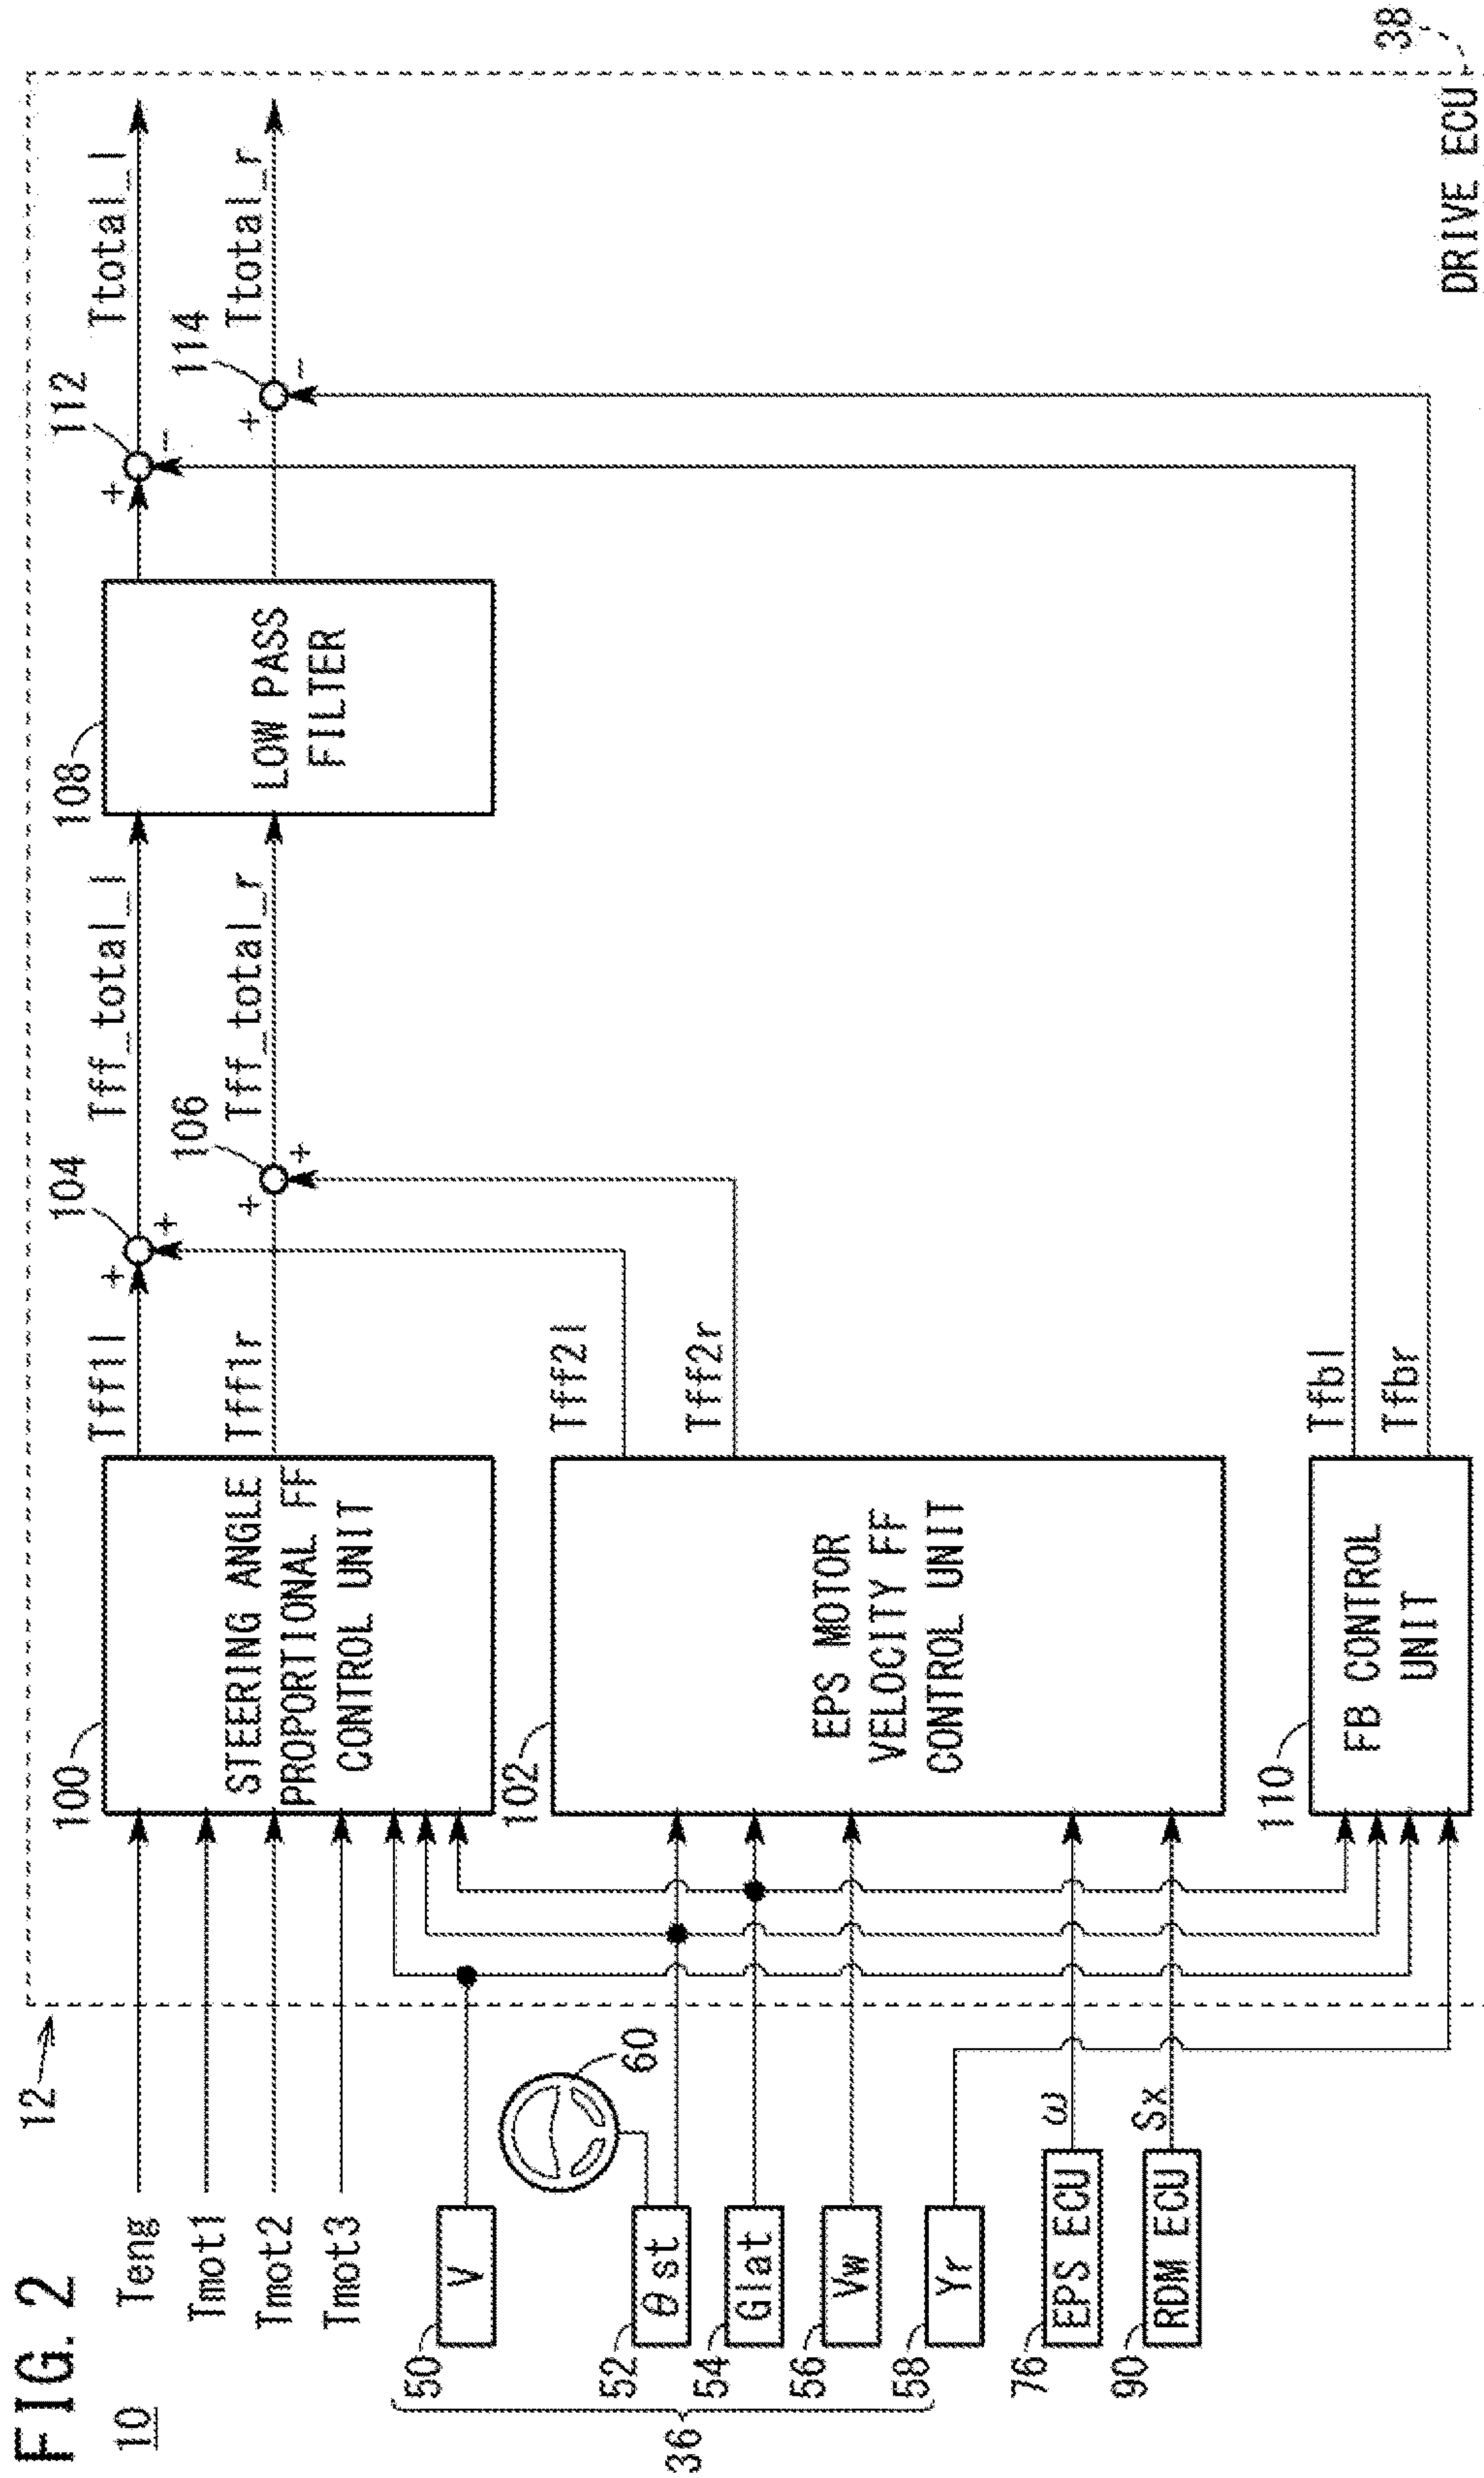 FIG. 2
10
12
Teng
Tmot1
Tmot2
Tmot3
36
50
V
52
θst
60
54
Glat
56
Vw
58
Yr
76
EPS ECU
ω
90
RDM ECU
Sx
100
STEERING ANGLE
PROPORTIONAL FF
CONTROL UNIT
102
EPS MOTOR
VELOCITY FF
CONTROL UNIT
110
FB CONTROL
UNIT
Tff1l
Tff1r
Tff2l
Tff2r
Tfbl
Tfbr
104
+
+
106
+
+
Tff_total_l
Tff_total_r
108
LOW PASS
FILTER
112
+
−
114
+
−
Ttotal_l
Ttotal_r
DRIVE ECU
38